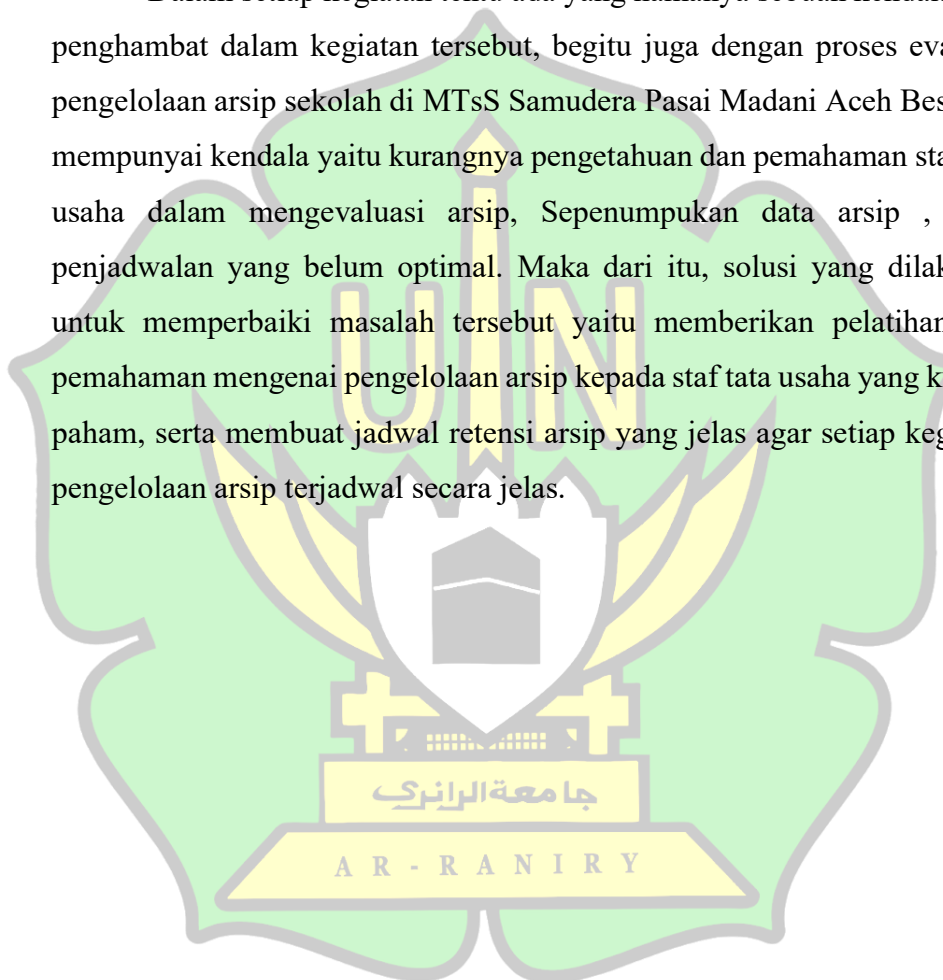 penghambat dalam kegiatan tersebut, begitu juga dengan proses eva
pengelolaan arsip sekolah di MTsS Samudera Pasai Madani Aceh Bes
mempunyai kendala yaitu kurangnya pengetahuan dan pemahaman sta
usaha dalam mengevaluasi arsip, Sepenumpukan data arsip ,
penjadwalan yang belum optimal. Maka dari itu, solusi yang dilak
untuk memperbaiki masalah tersebut yaitu memberikan pelatihan
pemahaman mengenai pengelolaan arsip kepada staf tata usaha yang k
paham, serta membuat jadwal retensi arsip yang jelas agar setiap keg
pengelolaan arsip terjadwal secara jelas.
UIN
جامعةالرانرك
AR-RANIRY